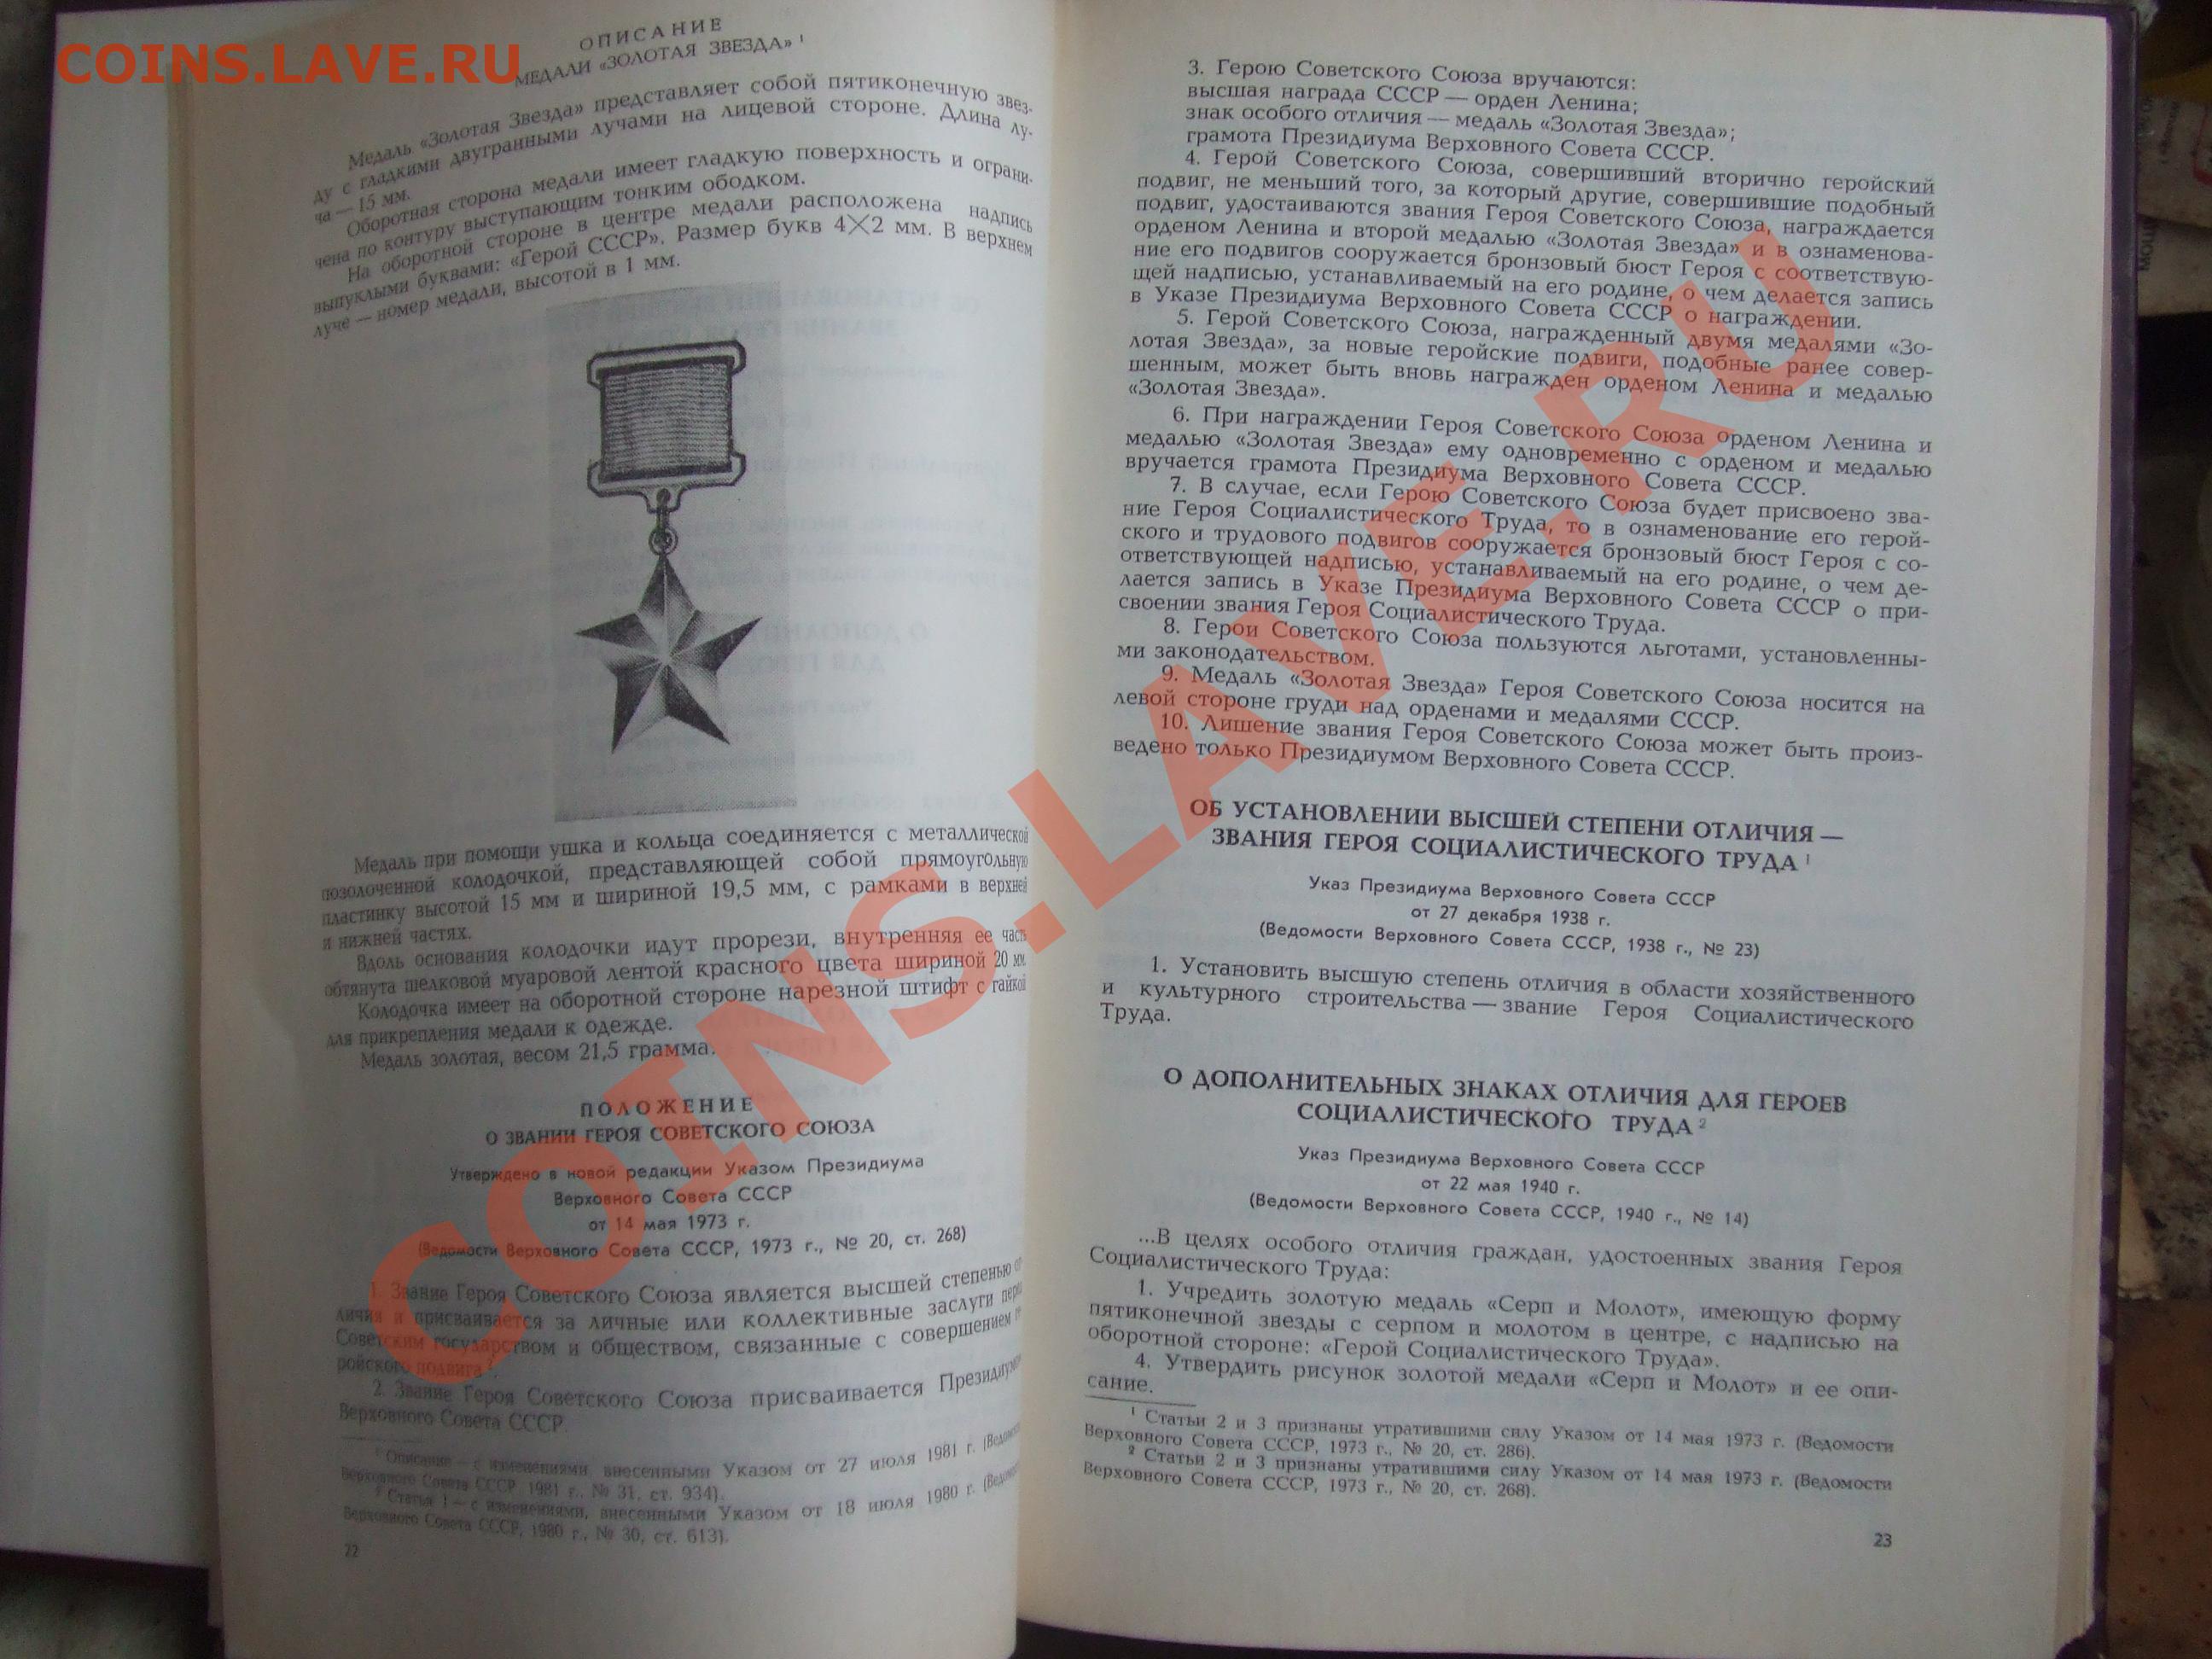 COINS.LAVE.RU
ОПИСАНИЕ
МЕДАЛИ «ЗОЛОТАЯ ЗВЕЗДА» 1
Медаль «Золотая Звезда» представляет собой пятиконечную звез-
ду с гладкими двугранными лучами на лицевой стороне. Длина лу-
ча — 15 мм.
Оборотная сторона медали имеет гладкую поверхность и ограни-
чена по контуру выступающим тонким ободком.
На оборотной стороне в центре медали расположена надпись
выпуклыми буквами: «Герой СССР». Размер букв 4×2 мм. В верхнем
луче — номер медали, высотой в 1 мм.
Медаль при помощи ушка и кольца соединяется с металлической
позолоченной колодочкой, представляющей собой прямоугольную
пластинку высотой 15 мм и шириной 19,5 мм, с рамками в верхней
и нижней частях.
Вдоль основания колодочки идут прорези, внутренняя ее часть
обтянута шелковой муаровой лентой красного цвета шириной 20 мм.
Колодочка имеет на оборотной стороне нарезной штифт с гайкой
для прикрепления медали к одежде.
Медаль золотая, весом 21,5 грамма.
ПОЛОЖЕНИЕ
О ЗВАНИИ ГЕРОЯ СОВЕТСКОГО СОЮЗА
Утверждено в новой редакции Указом Президиума
Верховного Совета СССР
от 14 мая 1973 г.
(Ведомости Верховного Совета СССР, 1973 г., № 20, ст. 268)
1. Звание Героя Советского Союза является высшей степенью
личия и присваивается за личные или коллективные заслуги
Советским государством и обществом, связанные с совершением
ройского подвига 2.
2. Звание Героя Советского Союза присваивается Президиумом
Верховного Совета СССР.
1 Описание — с изменениями, внесенными Указом от 27 июля 1981 г. (Ведомости
Верховного Совета СССР, 1981 г., № 31, ст. 934).
2 Статья 1 — с изменениями, внесенными Указом от 18 июля 1980 г. (Ведомости
Верховного Совета СССР, 1980 г., № 30, ст. 613).
22
3. Герою Советского Союза вручаются:
высшая награда СССР — орден Ленина;
знак особого отличия — медаль «Золотая Звезда»;
грамота Президиума Верховного Совета СССР.
4. Герой Советского Союза, совершивший вторично геройский
подвиг, не меньший того, за который другие, совершившие подобный
подвиг, удостаиваются звания Героя Советского Союза, награждается
орденом Ленина и второй медалью «Золотая Звезда» и в ознаменова-
ние его подвигов сооружается бронзовый бюст Героя с соответствую-
щей надписью, устанавливаемый на его родине, о чем делается запись
в Указе Президиума Верховного Совета СССР о награждении.
5. Герой Советского Союза, награжденный двумя медалями «Зо-
лотая Звезда», за новые геройские подвиги, подобные ранее совер-
шенным, может быть вновь награжден орденом Ленина и медалью
«Золотая Звезда».
6. При награждении Героя Советского Союза орденом Ленина и
медалью «Золотая Звезда» ему одновременно с орденом и медалью
вручается грамота Президиума Верховного Совета СССР.
7. В случае, если Герою Советского Союза будет присвоено зва-
ние Героя Социалистического Труда, то в ознаменование его герой-
ского и трудового подвигов сооружается бронзовый бюст Героя с со-
ответствующей надписью, устанавливаемый на его родине, о чем де-
лается запись в Указе Президиума Верховного Совета СССР о при-
своении звания Героя Социалистического Труда.
8. Герои Советского Союза пользуются льготами, установленны-
ми законодательством.
9. Медаль «Золотая Звезда» Героя Советского Союза носится на
левой стороне груди над орденами и медалями СССР.
10. Лишение звания Героя Советского Союза может быть произ-
ведено только Президиумом Верховного Совета СССР.
ОБ УСТАНОВЛЕНИИ ВЫСШЕЙ СТЕПЕНИ ОТЛИЧИЯ —
ЗВАНИЯ ГЕРОЯ СОЦИАЛИСТИЧЕСКОГО ТРУДА 1
Указ Президиума Верховного Совета СССР
от 27 декабря 1938 г.
(Ведомости Верховного Совета СССР, 1938 г., № 23)
1. Установить высшую степень отличия в области хозяйственного
и культурного строительства — звание Героя Социалистического
Труда.
О ДОПОЛНИТЕЛЬНЫХ ЗНАКАХ ОТЛИЧИЯ ДЛЯ ГЕРОЕВ
СОЦИАЛИСТИЧЕСКОГО ТРУДА 2
Указ Президиума Верховного Совета СССР
от 22 мая 1940 г.
(Ведомости Верховного Совета СССР, 1940 г., № 14)
...В целях особого отличия граждан, удостоенных звания Героя
Социалистического Труда:
1. Учредить золотую медаль «Серп и Молот», имеющую форму
пятиконечной звезды с серпом и молотом в центре, с надписью на
оборотной стороне: «Герой Социалистического Труда».
4. Утвердить рисунок золотой медали «Серп и Молот» и ее опи-
сание.
1 Статьи 2 и 3 признаны утратившими силу Указом от 14 мая 1973 г. (Ведомости
Верховного Совета СССР, 1973 г., № 20, ст. 286).
2 Статьи 2 и 3 признаны утратившими силу Указом от 14 мая 1973 г. (Ведомости
Верховного Совета СССР, 1973 г., № 20, ст. 268).
23
COINS.LAVE.RU